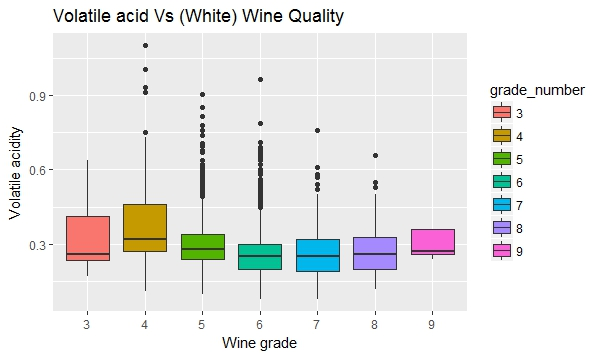 Volatile acid Vs (White) Wine Quality
Volatile acidity
0.9
0.6
0.3
3 4 5 6 7 8 9
Wine grade
grade_number
3
4
5
6
7
8
9